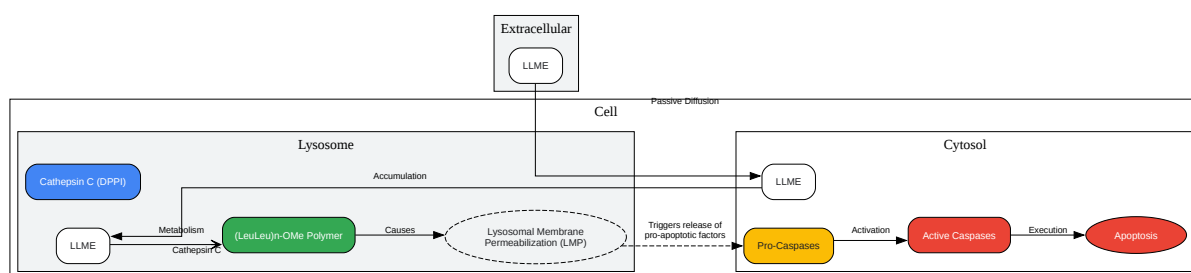 Extracellular
LLME
Passive Diffusion
Cell
Lysosome
Cytosol
Cathepsin C (DPPI)
Accumulation
LLME
LLME
Metabolism
Cathepsin C
(LeuLeu)n-OMe Polymer
Causes
Lysosomal Membrane
Permeabilization (LMP)
Triggers release of
pro-apoptotic factors
Pro-Caspases
Activation
Active Caspases
Execution
Apoptosis